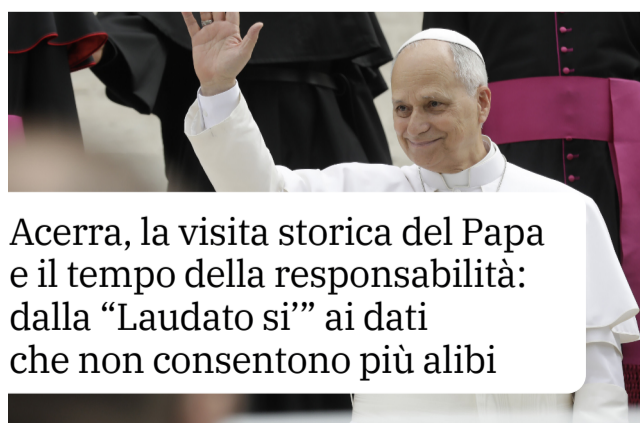 Acerra, la visita storica del Papa
e il tempo della responsabilità:
dalla “Laudato si’” ai dati
che non consentono più alibi